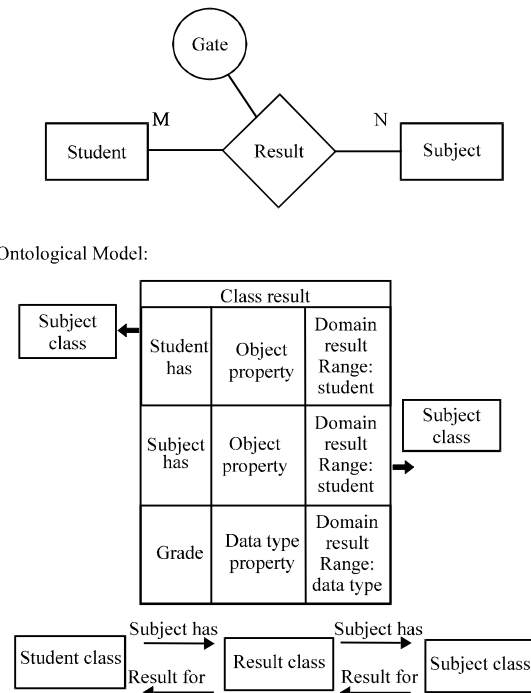 Gate
M
N
Student
Result
Subject
Ontological Model:
Class result
Subject
class
Student
has
Object
property
Domain
result
Range:
student
Subject
has
Object
property
Domain
result
Range:
student
Subject
class
Grade
Data type
property
Domain
result
Range:
data type
Subject has
Subject has
Student class
Result class
Subject class
Result for
Result for